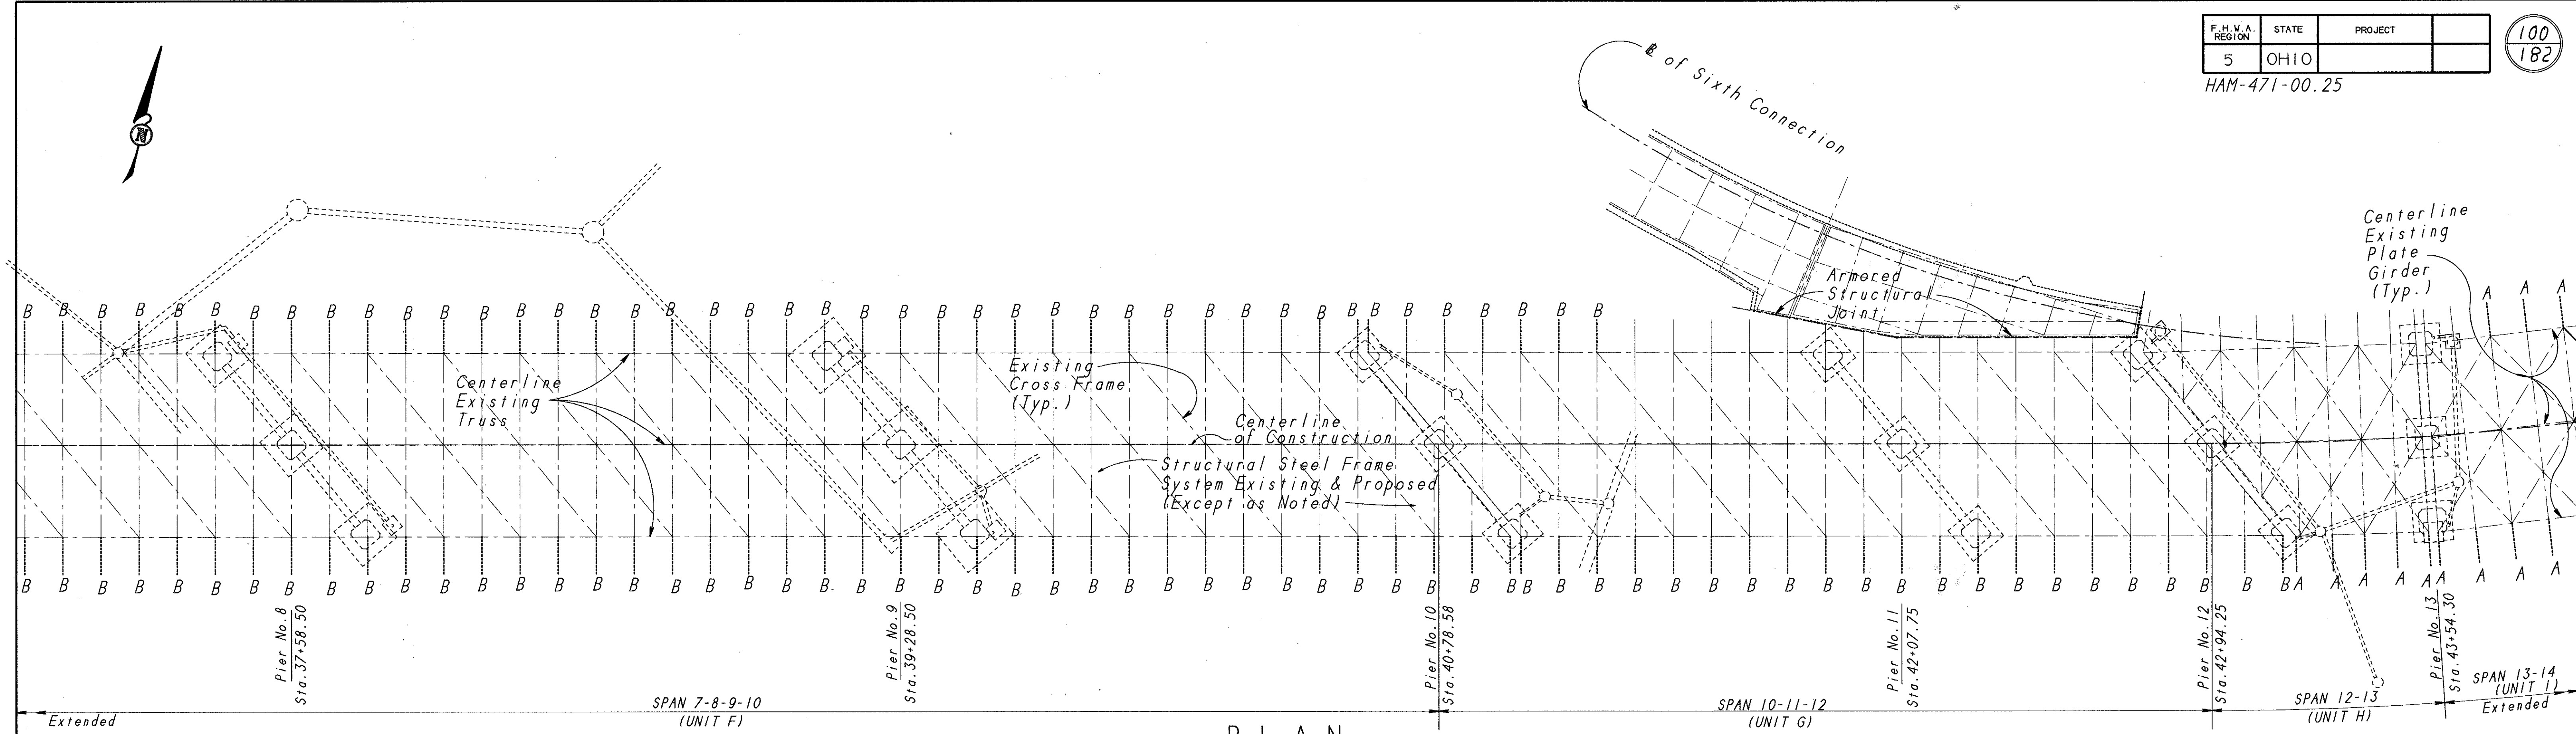 F.H.W.A. REGION STATE PROJECT
5 OHIO
100
182
HAM-471-00.25
N
℄ of Sixth Connection
Centerline
Existing
Plate
Girder
(Typ.)
Armored
Structural
Joint
A A A
B B B B B B B B B B B B B B B B B B B B B B B B B B B B B B B B B B B B B B B B B B B
Existing
Cross Frame
(Typ.)
Centerline
Existing
Truss
Centerline
of Construction
Structural Steel Frame
System Existing & Proposed
(Except as Noted)
B B B B B B B B B B B B B B B B B B B B B B B B B B B B B B B B B B B B B B B B B B B B B B B B B B B B B B B B B B B B B B A A A A A A A A A
Pier No.8
Sta.37+58.50
Pier No.9
Sta.39+28.50
Pier No.10
Sta.40+78.58
Pier No.11
Sta.42+07.75
Pier No.12
Sta.42+94.25
Pier No.13
Sta.43+54.30
Extended
SPAN 7-8-9-10
(UNIT F)
SPAN 10-11-12
(UNIT G)
SPAN 12-13
(UNIT H)
SPAN 13-14
(UNIT I)
Extended
PLAN